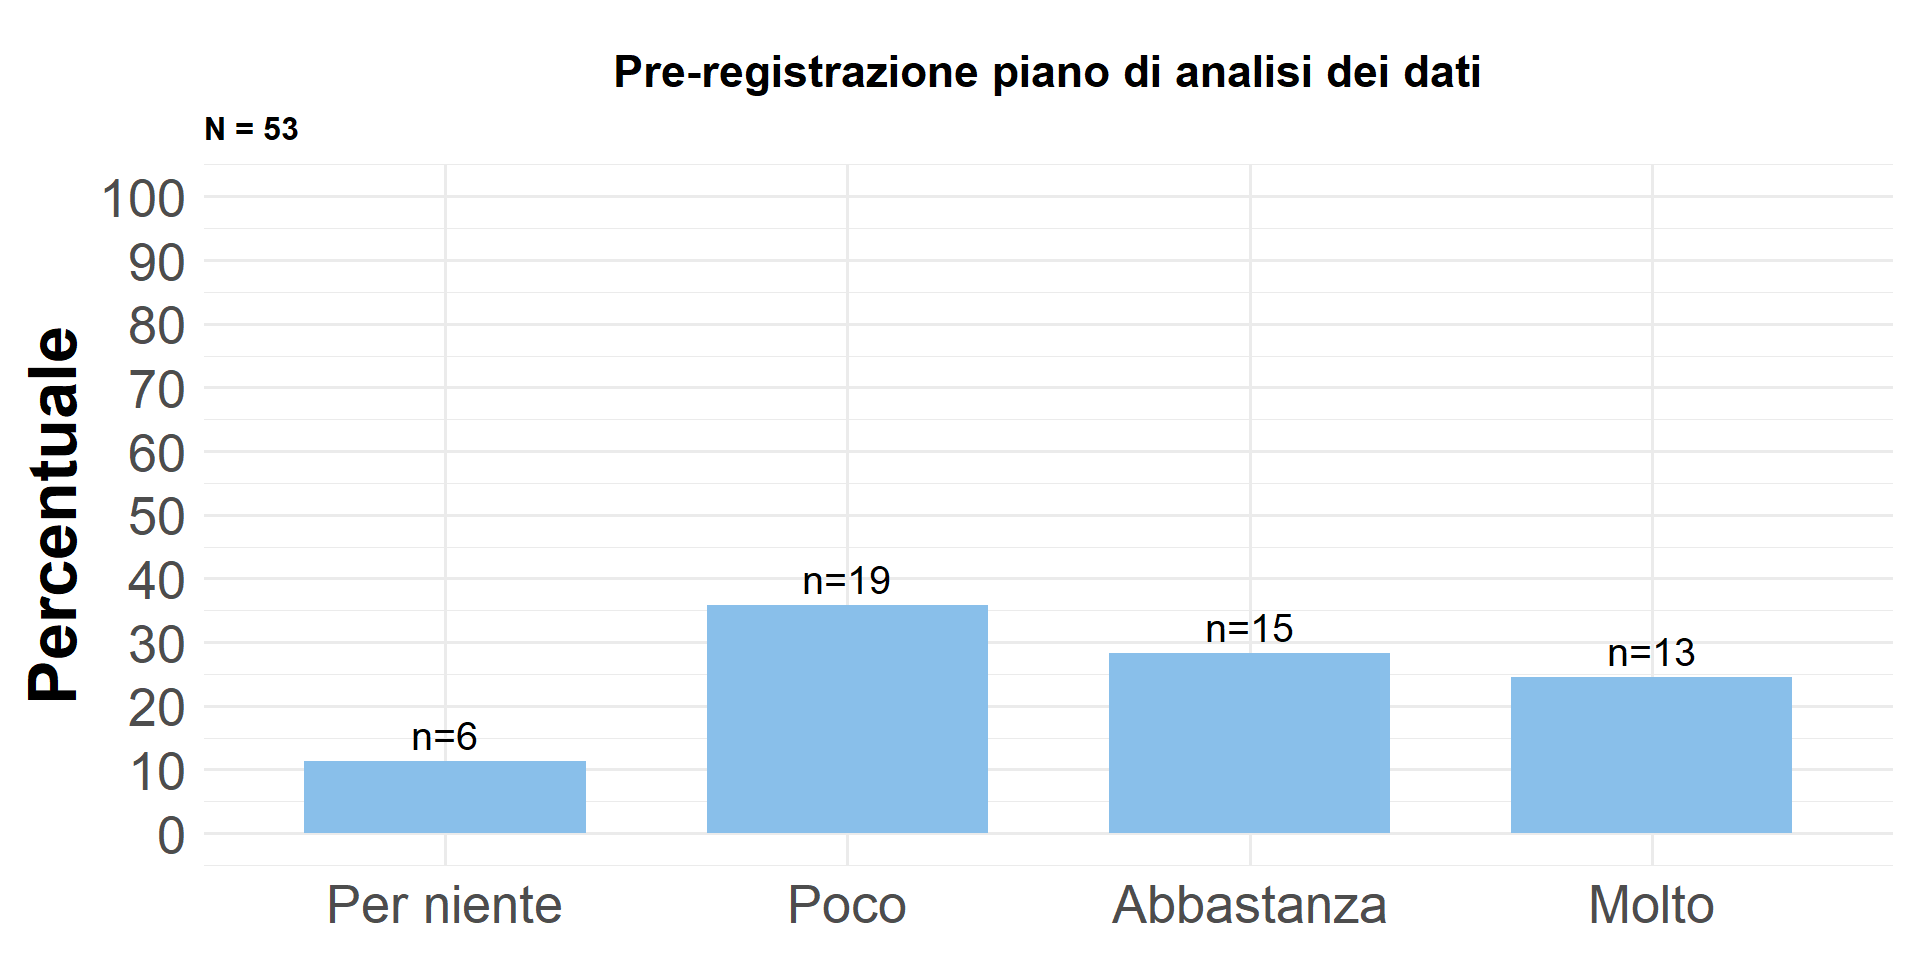 Pre-registrazione piano di analisi dei dati
N = 53
Percentuale
100
90
80
70
60
50
40
30
20
10
0
n=6
n=19
n=15
n=13
Per niente
Poco
Abbastanza
Molto